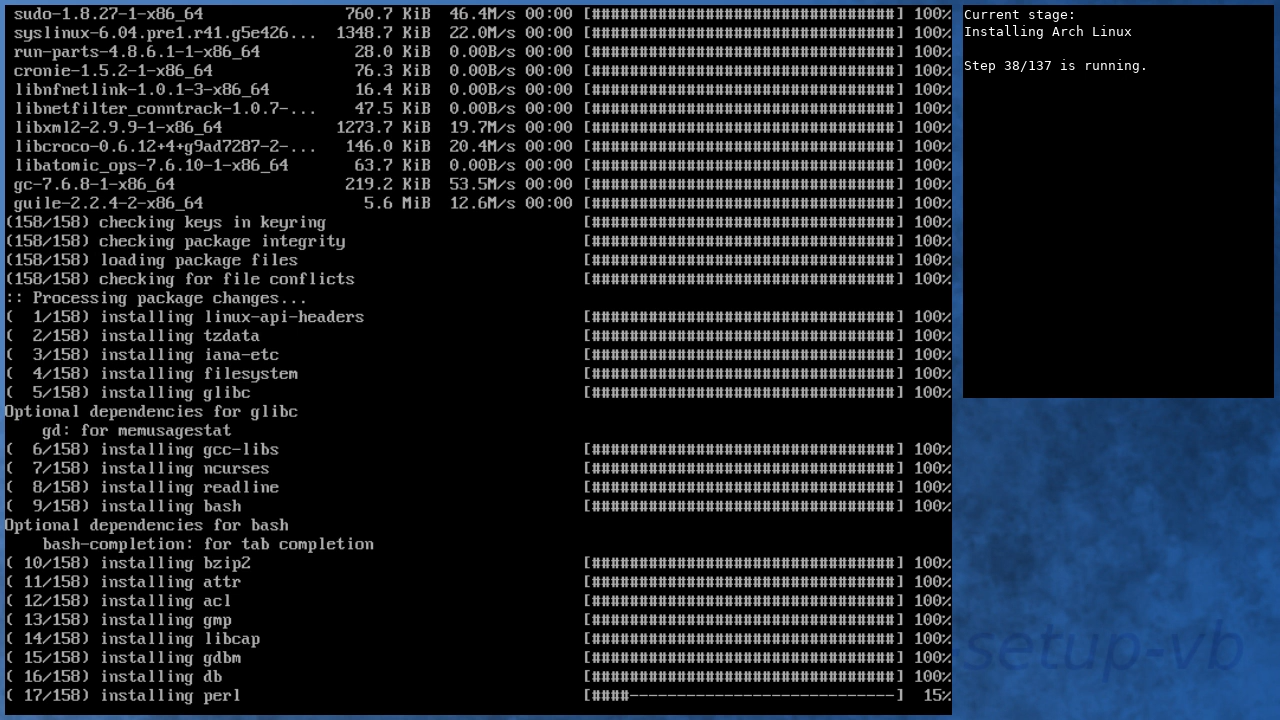 sudo-1.8.27-1-x86_64 760.7 KiB 46.4M/s 00:00 [################################] 100%
syslinux-6.04.pre1.r41.g5e426... 1348.7 KiB 22.0M/s 00:00 [################################] 100%
run-parts-4.8.6.1-1-x86_64 28.0 KiB 0.00B/s 00:00 [################################] 100%
cronie-1.5.2-1-x86_64 76.3 KiB 0.00B/s 00:00 [################################] 100%
libnfnetlink-1.0.1-3-x86_64 16.4 KiB 0.00B/s 00:00 [################################] 100%
libnetfilter_conntrack-1.0.7-... 47.5 KiB 0.00B/s 00:00 [################################] 100%
libxml2-2.9.9-1-x86_64 1273.7 KiB 19.7M/s 00:00 [################################] 100%
libcroco-0.6.12+4+g9ad7287-2-... 146.0 KiB 20.4M/s 00:00 [################################] 100%
libatomic_ops-7.6.10-1-x86_64 63.7 KiB 0.00B/s 00:00 [################################] 100%
gc-7.6.8-1-x86_64 219.2 KiB 53.5M/s 00:00 [################################] 100%
guile-2.2.4-2-x86_64 5.6 MiB 12.6M/s 00:00 [################################] 100%
(158/158) checking keys in keyring [################################] 100%
(158/158) checking package integrity [################################] 100%
(158/158) loading package files [################################] 100%
(158/158) checking for file conflicts [################################] 100%
:: Processing package changes...
( 1/158) installing linux-api-headers [################################] 100%
( 2/158) installing tzdata [################################] 100%
( 3/158) installing iana-etc [################################] 100%
( 4/158) installing filesystem [################################] 100%
( 5/158) installing glibc [################################] 100%
Optional dependencies for glibc
gd: for memusagestat
( 6/158) installing gcc-libs [################################] 100%
( 7/158) installing ncurses [################################] 100%
( 8/158) installing readline [################################] 100%
( 9/158) installing bash [################################] 100%
Optional dependencies for bash
bash-completion: for tab completion
( 10/158) installing bzip2 [################################] 100%
( 11/158) installing attr [################################] 100%
( 12/158) installing acl [################################] 100%
( 13/158) installing gmp [################################] 100%
( 14/158) installing libcap [################################] 100%
( 15/158) installing gdbm [################################] 100%
( 16/158) installing db [################################] 100%
( 17/158) installing perl [####----------------------------] 15%
Current stage:
Installing Arch Linux
Step 38/137 is running.
setup-vb